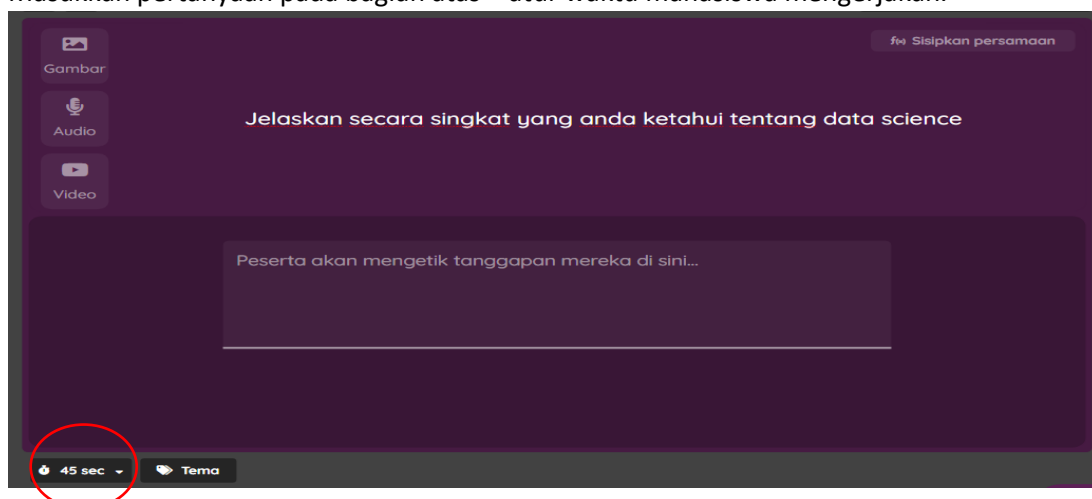 masukkan pertanyaan pada bagian atas – atur waktu mahasiswa mengerjakan.
Gambar
f(x) Sisipkan persamaan
Audio
Jelaskan secara singkat yang anda ketahui tentang data science
Video
Peserta akan mengetik tanggapan mereka di sini...
45 sec
Tema